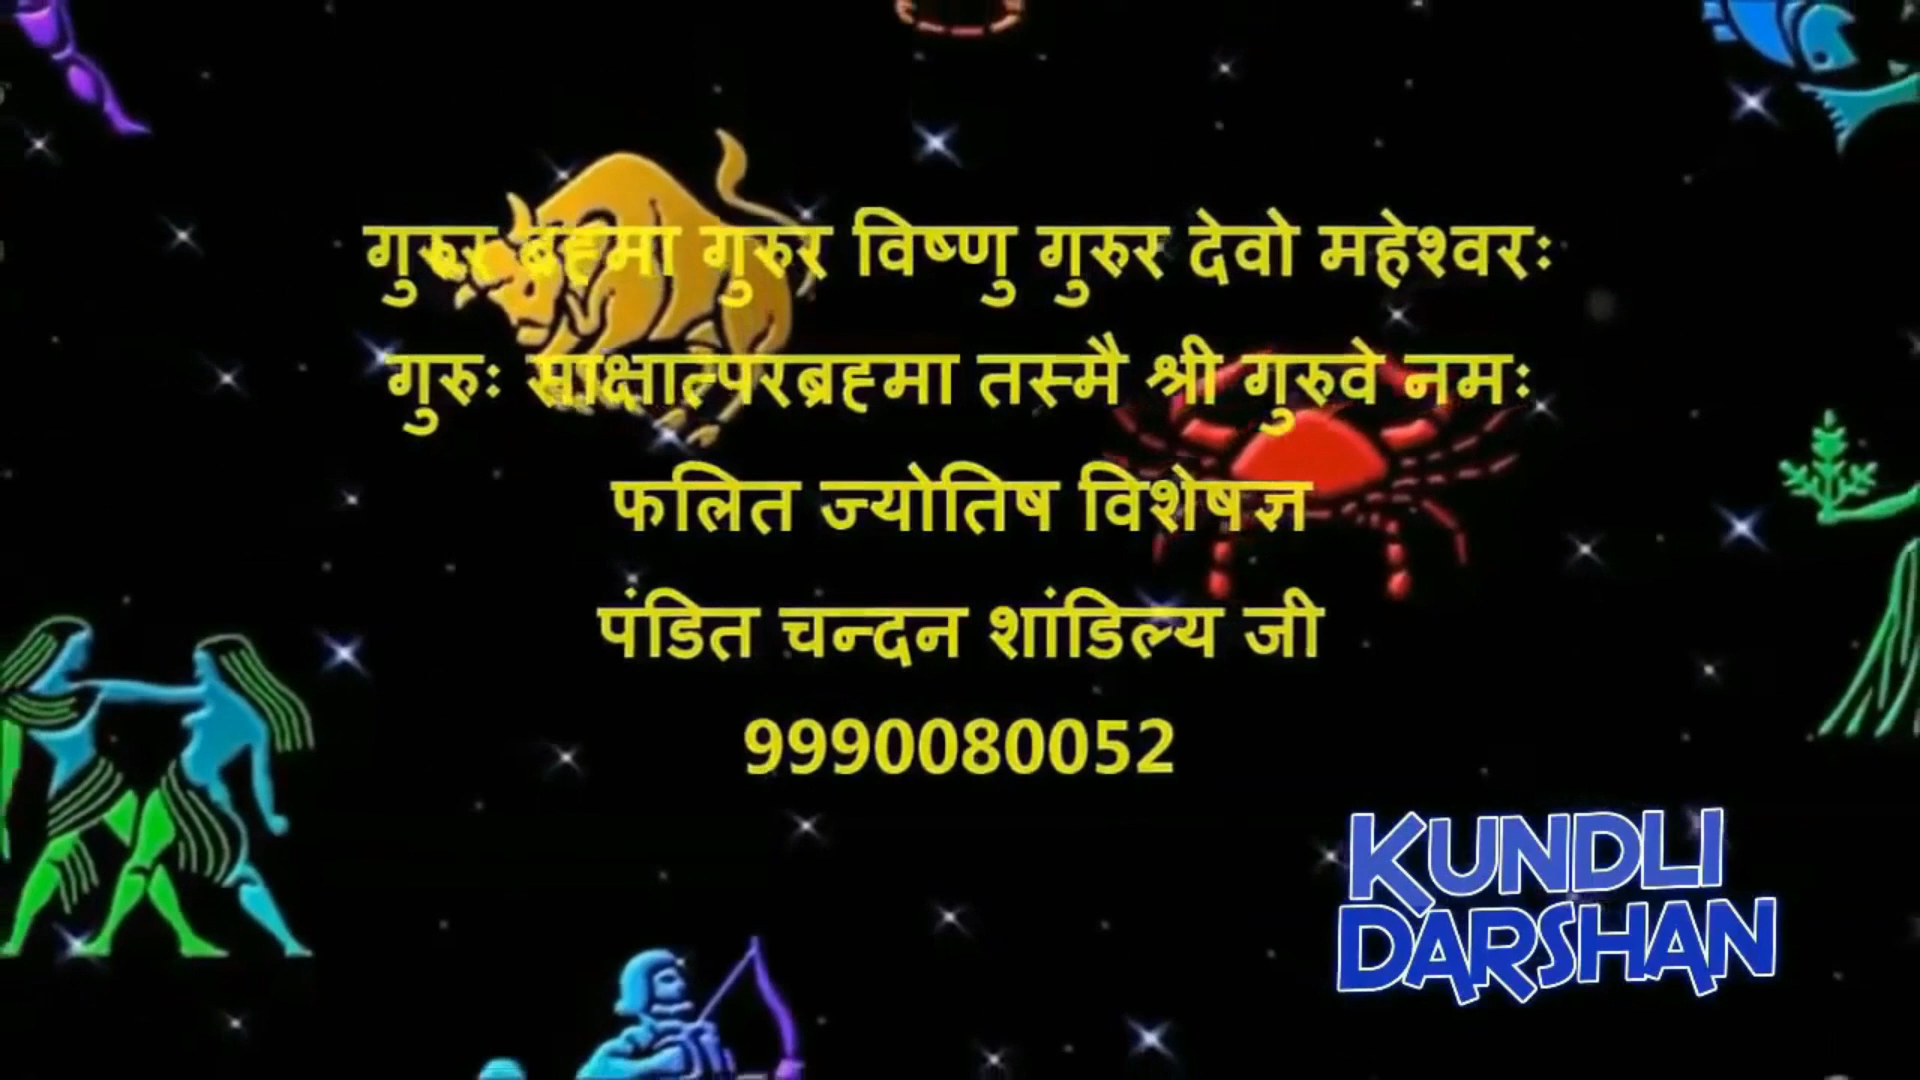 गुरुर ब्रह्मा गुरुर विष्णु गुरुर देवो महेश्वरः
गुरुः साक्षात्परब्रह्मा तस्मै श्री गुरुवे नमः
फलित ज्योतिष विशेषज्ञ
पंडित चन्दन शांडिल्य जी
9990080052
KUNDLI
DARSHAN